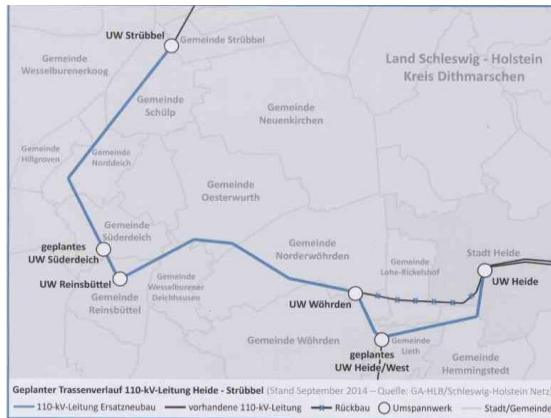 UW Strübbel
Gemeinde Strübbel
Gemeinde
Wesselburenerkoog
Land Schleswig - Holstein
Kreis Dithmarschen
Gemeinde
Schülp
Gemeinde
Neuenkirchen
Gemeinde
Hillgroven
Gemeinde
Norddeich
Gemeinde
Oesterwurth
Gemeinde
Süderdeich
geplantes
UW Süderdeich
Gemeinde
Norderwöhrden
Gemeinde
Lohe-Rickelshof
Stadt Heide
UW Heide
UW Reinsbüttel
Gemeinde
Reinsbüttel
Gemeinde
Wesselburener
Deichhusen
UW Wöhrden
Gemeinde Wöhrden
geplantes
UW Heide/West
Gemeinde
Lieth
Gemeinde
Hemmingstedt
Geplanter Trassenverlauf 110-kV-Leitung Heide - Strübbel (Stand September 2014 – Quelle: GA-HLB/Schleswig-Holstein Netz
110-kV-Leitung Ersatzneubau vorhandene 110-kV-Leitung Rückbau Umspannwerk Stadt/Gemeind